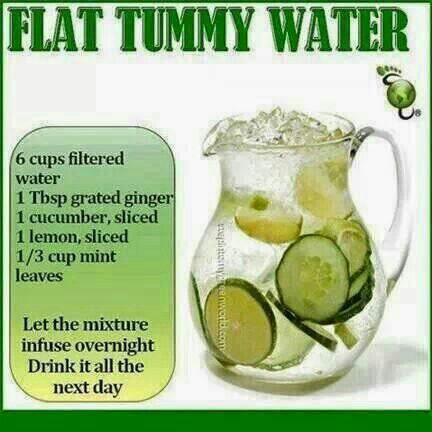 FLAT TUMMY WATER
6 cups filtered
water
1 Tbsp grated ginger
1 cucumber, sliced
1 lemon, sliced
1/3 cup mint
leaves
Let the mixture
infuse overnight
Drink it all the
next day